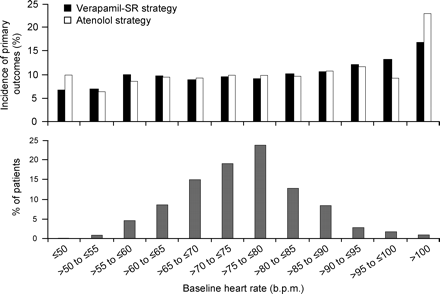 Verapamil-SR strategy
Atenolol strategy
Incidence of primary
outcomes (%)
25
20
15
10
5
0
% of patients
25
20
15
10
5
0
≤50
>50 to ≤55
>55 to ≤60
>60 to ≤65
>65 to ≤70
>70 to ≤75
>75 to ≤80
>80 to ≤85
>85 to ≤90
>90 to ≤95
>95 to ≤100
>100
Baseline heart rate (b.p.m.)